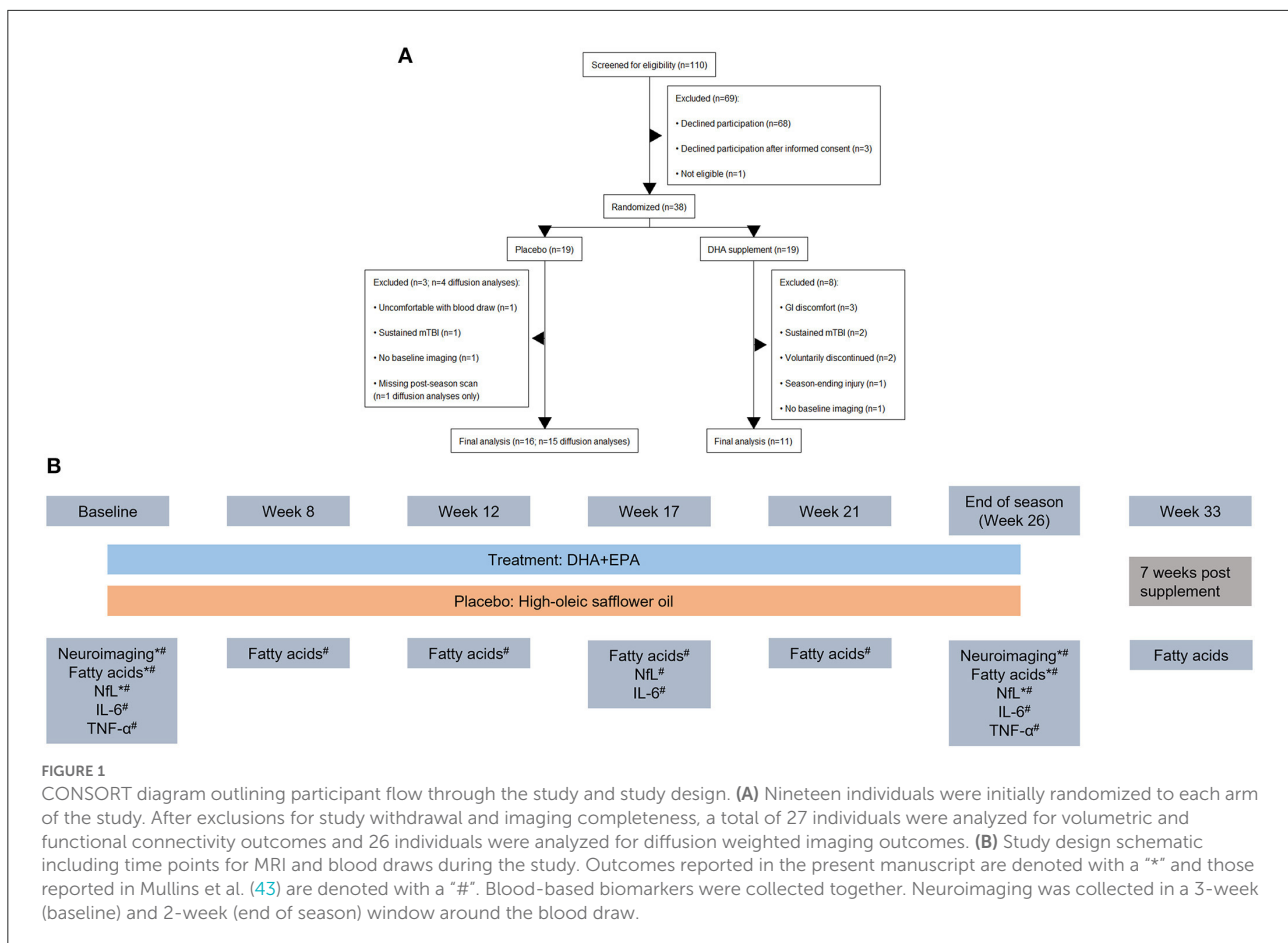 A
Screened for eligibility (n=110)
Excluded (n=69):
• Declined participation (n=68)
• Declined participation after informed consent (n=3)
• Not eligible (n=1)
Randomized (n=38)
Placebo (n=19)
DHA supplement (n=19)
Excluded (n=3; n=4 diffusion analyses):
• Uncomfortable with blood draw (n=1)
• Sustained mTBI (n=1)
• No baseline imaging (n=1)
• Missing post-season scan
(n=1 diffusion analyses only)
Excluded (n=8):
• GI discomfort (n=3)
• Sustained mTBI (n=2)
• Voluntarily discontinued (n=2)
• Season-ending injury (n=1)
• No baseline imaging (n=1)
Final analysis (n=16; n=15 diffusion analyses)
Final analysis (n=11)
B
Baseline
Week 8
Week 12
Week 17
Week 21
End of season
(Week 26)
Week 33
Treatment: DHA+EPA
Placebo: High-oleic safflower oil
7 weeks post
supplement
Neuroimaging*#
Fatty acids*#
NfL*#
IL-6#
TNF-α#
Fatty acids#
Fatty acids#
Fatty acids#
NfL#
IL-6#
Fatty acids#
Neuroimaging*#
Fatty acids*#
NfL*#
IL-6#
TNF-α#
Fatty acids
FIGURE 1
CONSORT diagram outlining participant flow through the study and study design. (A) Nineteen individuals were initially randomized to each arm
of the study. After exclusions for study withdrawal and imaging completeness, a total of 27 individuals were analyzed for volumetric and
functional connectivity outcomes and 26 individuals were analyzed for diffusion weighted imaging outcomes. (B) Study design schematic
including time points for MRI and blood draws during the study. Outcomes reported in the present manuscript are denoted with a “*” and those
reported in Mullins et al. (43) are denoted with a “#”. Blood-based biomarkers were collected together. Neuroimaging was collected in a 3-week
(baseline) and 2-week (end of season) window around the blood draw.